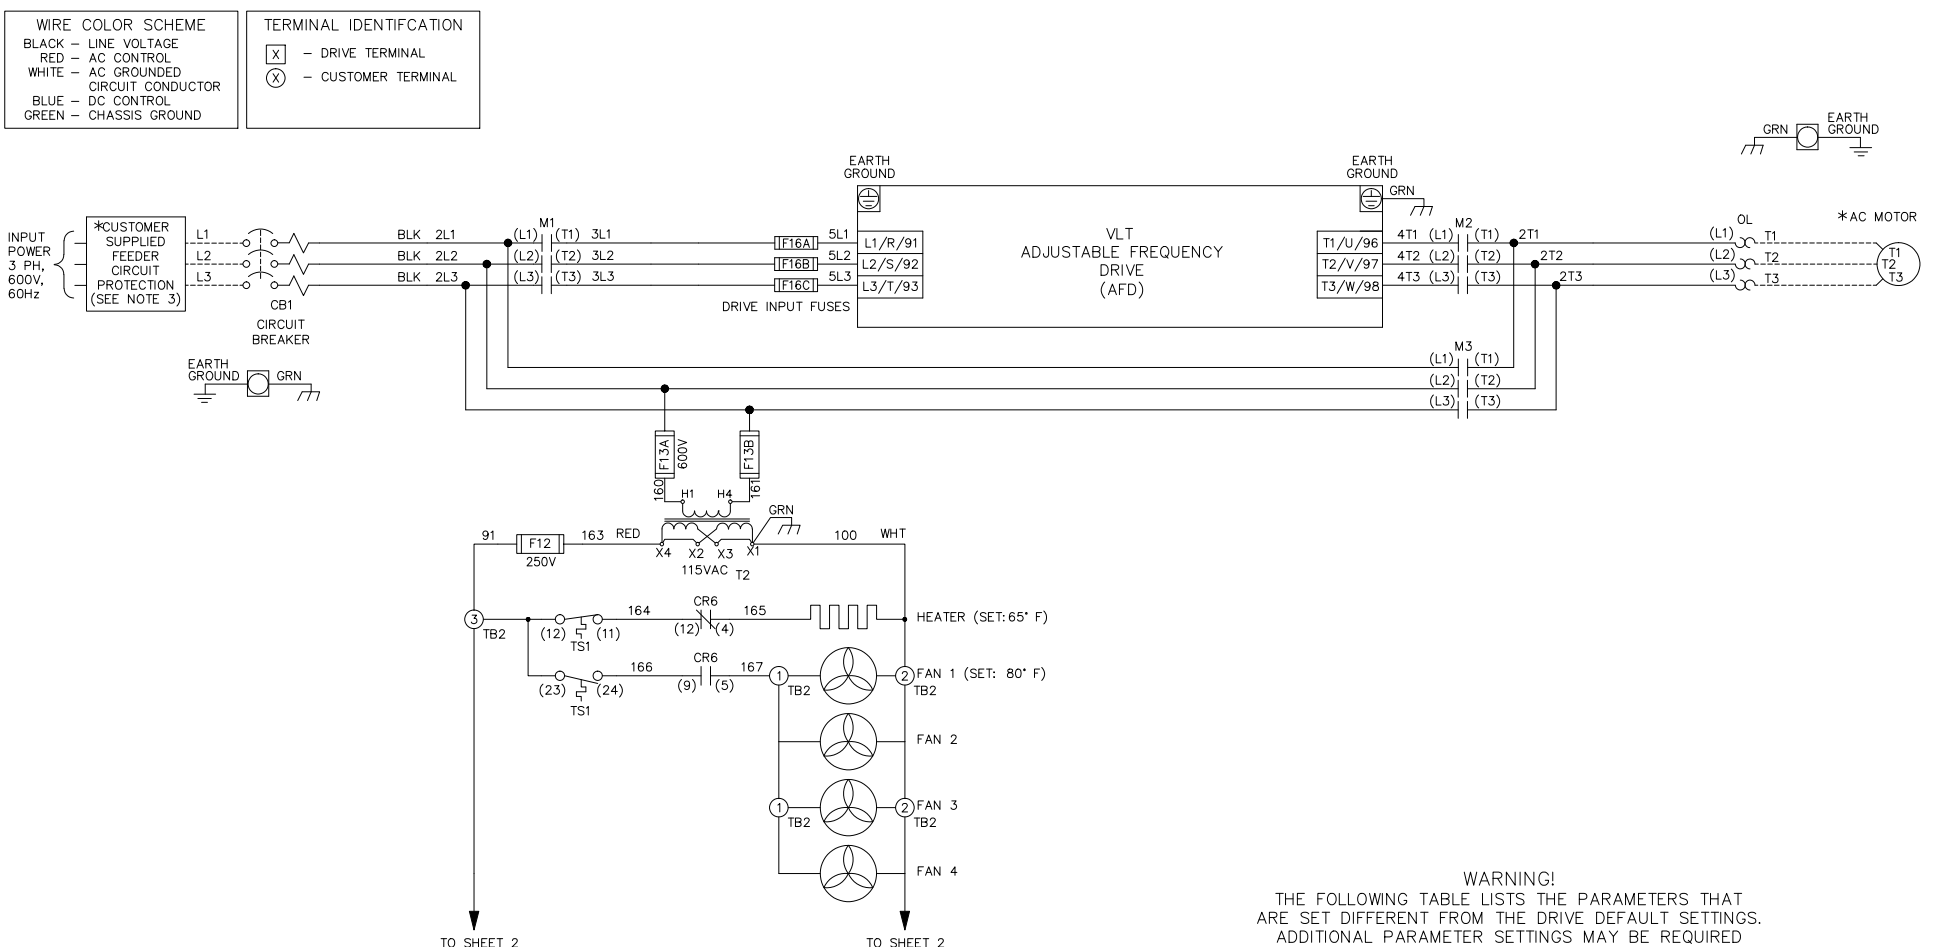 WIRE COLOR SCHEME
BLACK – LINE VOLTAGE
RED – AC CONTROL
WHITE – AC GROUNDED
CIRCUIT CONDUCTOR
BLUE – DC CONTROL
GREEN – CHASSIS GROUND
TERMINAL IDENTIFCATION
X – DRIVE TERMINAL
X – CUSTOMER TERMINAL
GRN
EARTH
GROUND
INPUT
POWER
3 PH,
600V,
60Hz
*CUSTOMER
SUPPLIED
FEEDER
CIRCUIT
PROTECTION
(SEE NOTE 3)
L1
L2
L3
CB1
CIRCUIT
BREAKER
EARTH
GROUND
GRN
BLK 2L1
BLK 2L2
BLK 2L3
M1
(L1) (T1) 3L1
(L2) (T2) 3L2
(L3) (T3) 3L3
F16A 5L1
F16B 5L2
F16C 5L3
DRIVE INPUT FUSES
EARTH
GROUND
L1/R/91
L2/S/92
L3/T/93
VLT
ADJUSTABLE FREQUENCY
DRIVE
(AFD)
EARTH
GROUND
GRN
T1/U/96
T2/V/97
T3/W/98
M2
4T1 (L1) (T1) 2T1
4T2 (L2) (T2) 2T2
4T3 (L3) (T3) 2T3
OL
(L1) T1
(L2) T2
(L3) T3
*AC MOTOR
T1
T2
T3
M3
(L1) (T1)
(L2) (T2)
(L3) (T3)
F13A
600V
F13B
160
161
H1 H4
GRN
91
F12
250V
163 RED
X4 X2 X3 X1
115VAC T2
100 WHT
3
TB2
(12) (11)
TS1
164
CR6
(12) (4)
165
HEATER (SET:65° F)
(23) (24)
TS1
166
CR6
(9) (5)
167
1
TB2
2
TB2
FAN 1 (SET: 80° F)
FAN 2
1
TB2
2
TB2
FAN 3
FAN 4
TO SHEET 2
TO SHEET 2
WARNING!
THE FOLLOWING TABLE LISTS THE PARAMETERS THAT
ARE SET DIFFERENT FROM THE DRIVE DEFAULT SETTINGS.
ADDITIONAL PARAMETER SETTINGS MAY BE REQUIRED